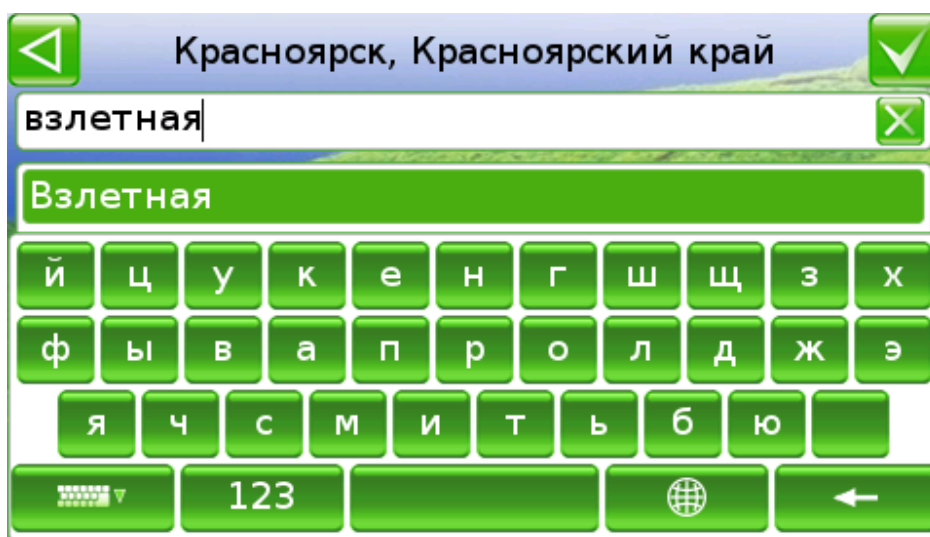 Красноярск, Красноярский край
взлетная
Взлетная
й ц у к е н г ш щ з х
ф ы в а п р о л д ж э
я ч с м и т ь б ю
123